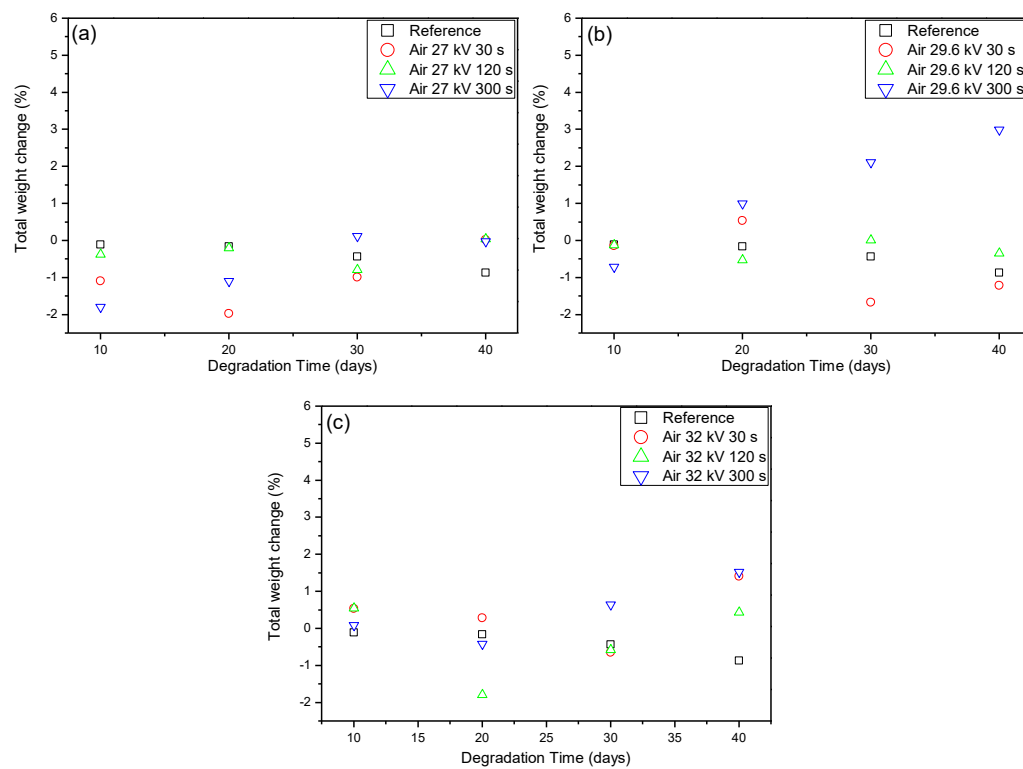 (a)
Reference
Air 27 kV 30 s
Air 27 kV 120 s
Air 27 kV 300 s
6
5
4
3
2
1
0
-1
-2
Total weight change (%)
10
20
30
40
Degradation Time (days)
(b)
Reference
Air 29.6 kV 30 s
Air 29.6 kV 120 s
Air 29.6 kV 300 s
6
5
4
3
2
1
0
-1
-2
Total weight change (%)
10
20
30
40
Degradation Time (days)
(c)
Reference
Air 32 kV 30 s
Air 32 kV 120 s
Air 32 kV 300 s
6
5
4
3
2
1
0
-1
-2
Total weight change (%)
10
15
20
25
30
35
40
Degradation Time (days)